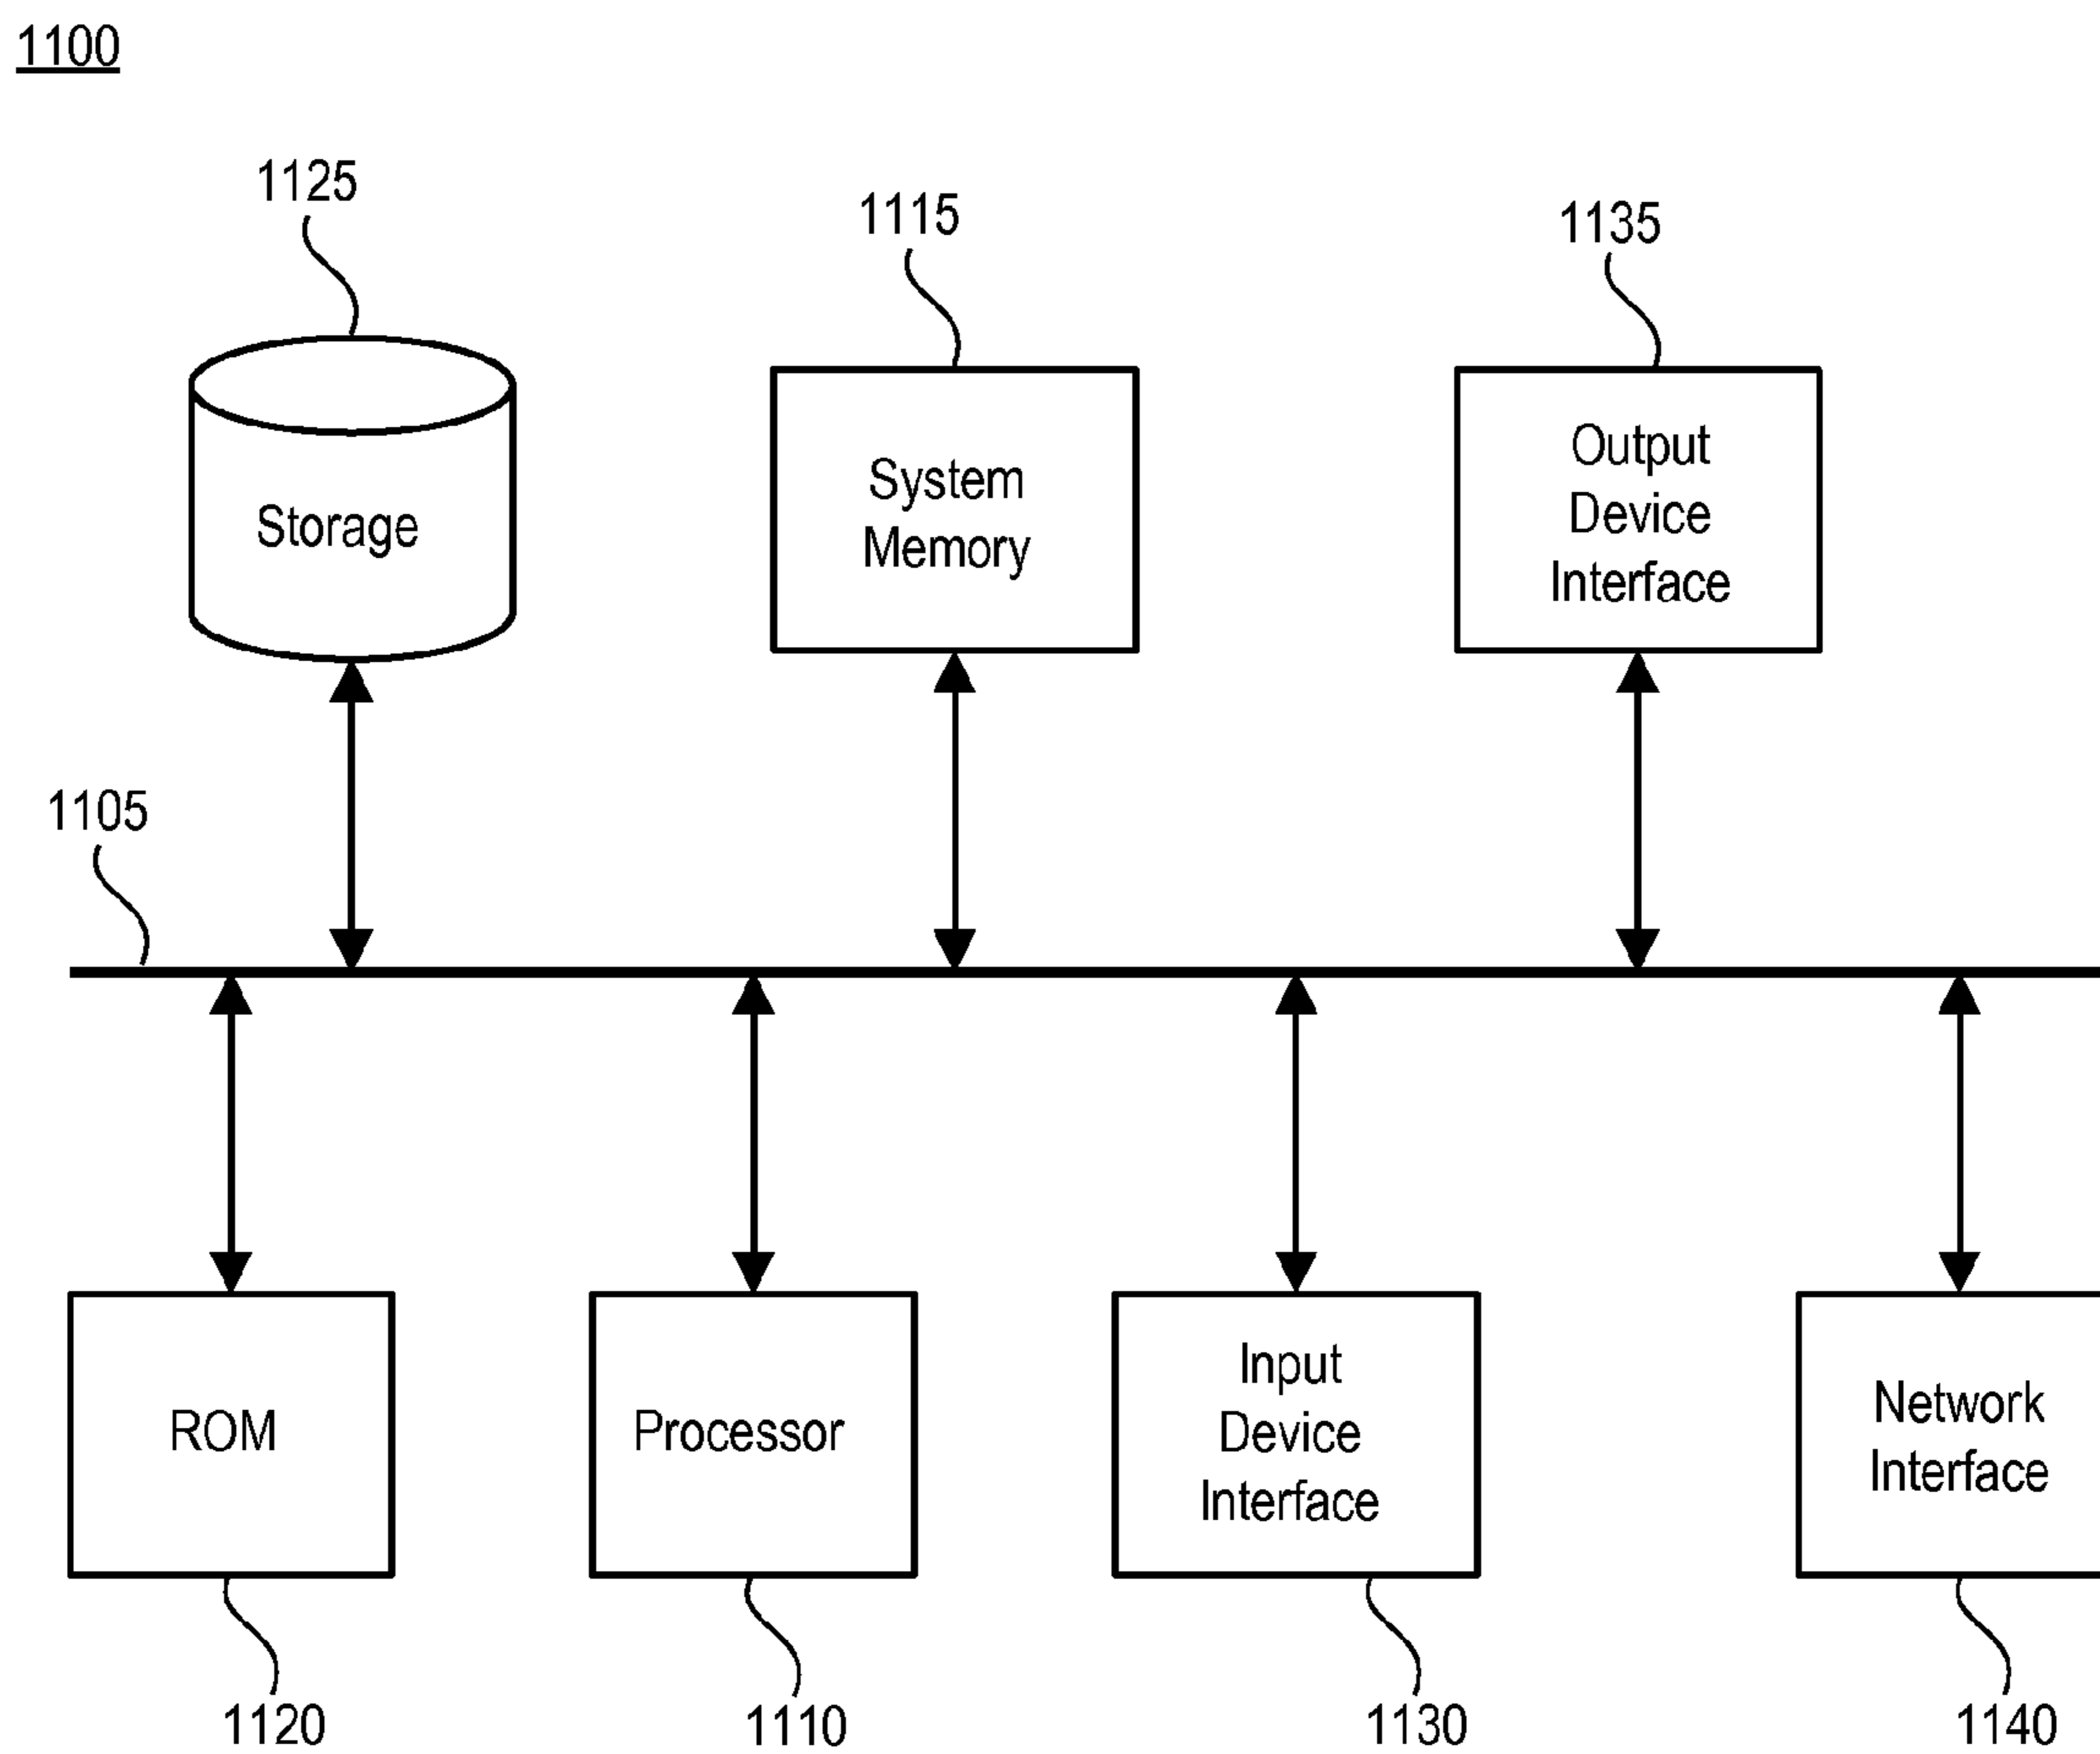 1100
1125
1115
1135
Storage
System
Memory
Output
Device
Interface
1105
ROM
Processor
Input
Device
Interface
Network
Interface
1120
1110
1130
1140